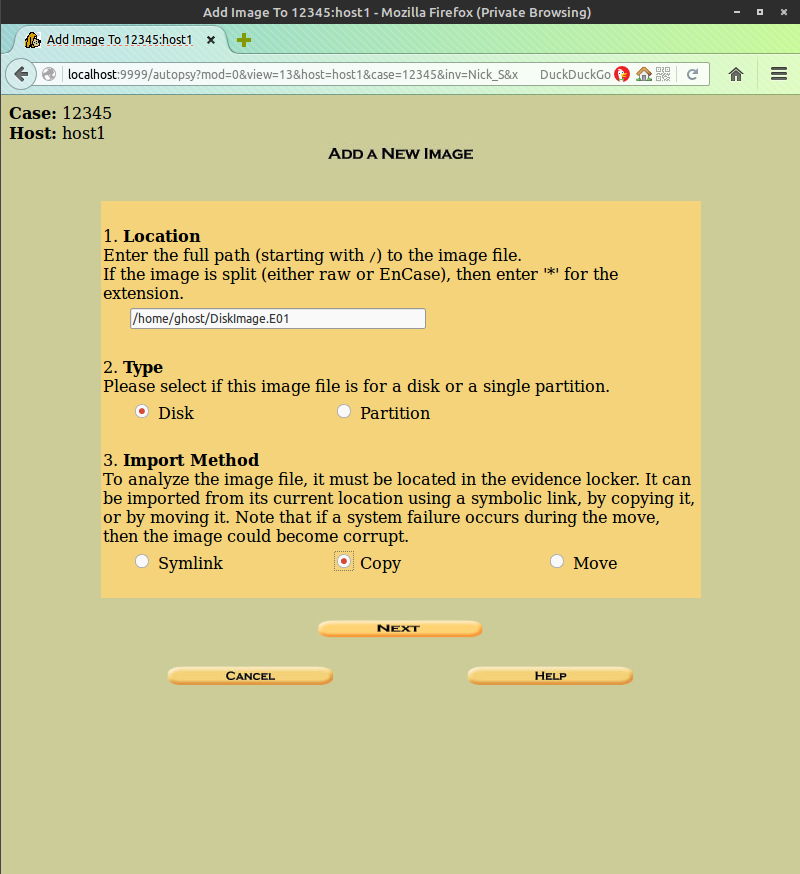 Add Image To 12345:host1 - Mozilla Firefox (Private Browsing)
Add Image To 12345:host1
localhost:9999/autopsy?mod=0&view=13&host=host1&case=12345&inv=Nick_S&x DuckDuckGo
Case: 12345
Host: host1
ADD A NEW IMAGE
1. Location
Enter the full path (starting with /) to the image file.
If the image is split (either raw or EnCase), then enter '*' for the
extension.
/home/ghost/DiskImage.E01
2. Type
Please select if this image file is for a disk or a single partition.
Disk Partition
3. Import Method
To analyze the image file, it must be located in the evidence locker. It can
be imported from its current location using a symbolic link, by copying it,
or by moving it. Note that if a system failure occurs during the move,
then the image could become corrupt.
Symlink Copy Move
NEXT
CANCEL HELP